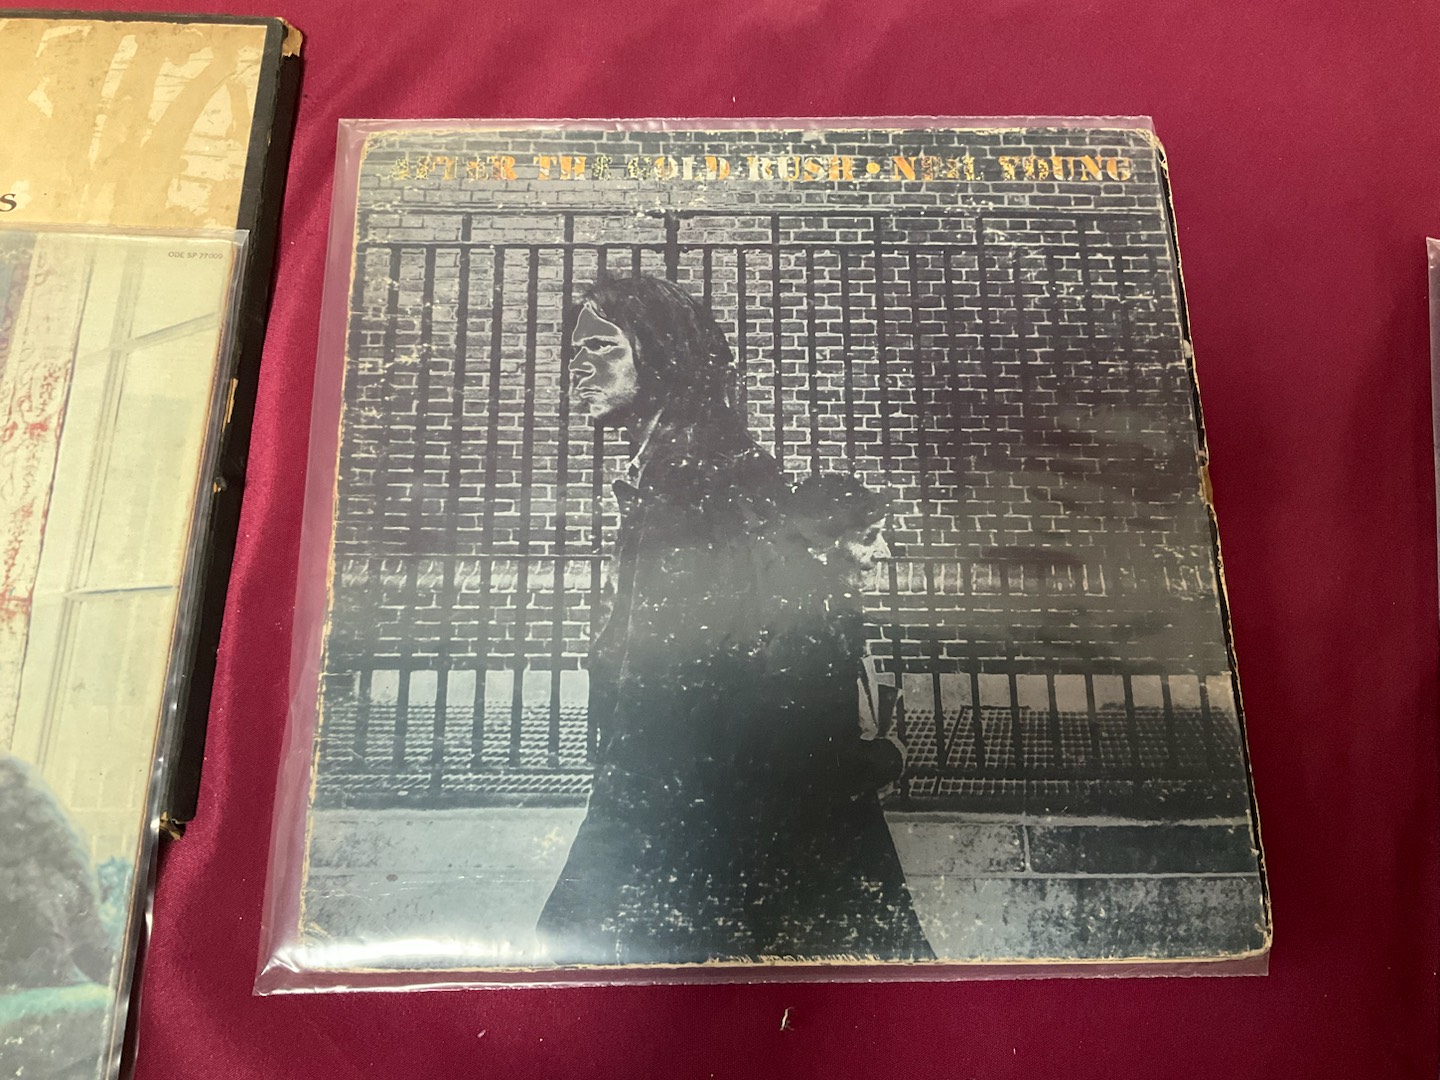 AFTER THE GOLD RUSH • NEIL YOUNG
s
ODE SP 77009